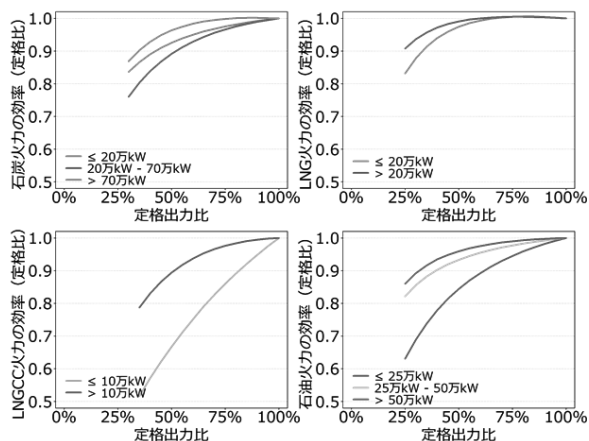 石炭火力の効率（定格比）
1.0
0.9
0.8
0.7
0.6
0.5
≤ 20万kW
20万kW - 70万kW
> 70万kW
0% 25% 50% 75% 100%
定格出力比
LNG火力の効率（定格比）
1.0
0.9
0.8
0.7
0.6
0.5
≤ 20万kW
> 20万kW
0% 25% 50% 75% 100%
定格出力比
LNGCC火力の効率（定格比）
1.0
0.9
0.8
0.7
0.6
0.5
≤ 10万kW
> 10万kW
0% 25% 50% 75% 100%
定格出力比
石油火力の効率（定格比）
1.0
0.9
0.8
0.7
0.6
0.5
≤ 25万kW
25万kW - 50万kW
> 50万kW
0% 25% 50% 75% 100%
定格出力比